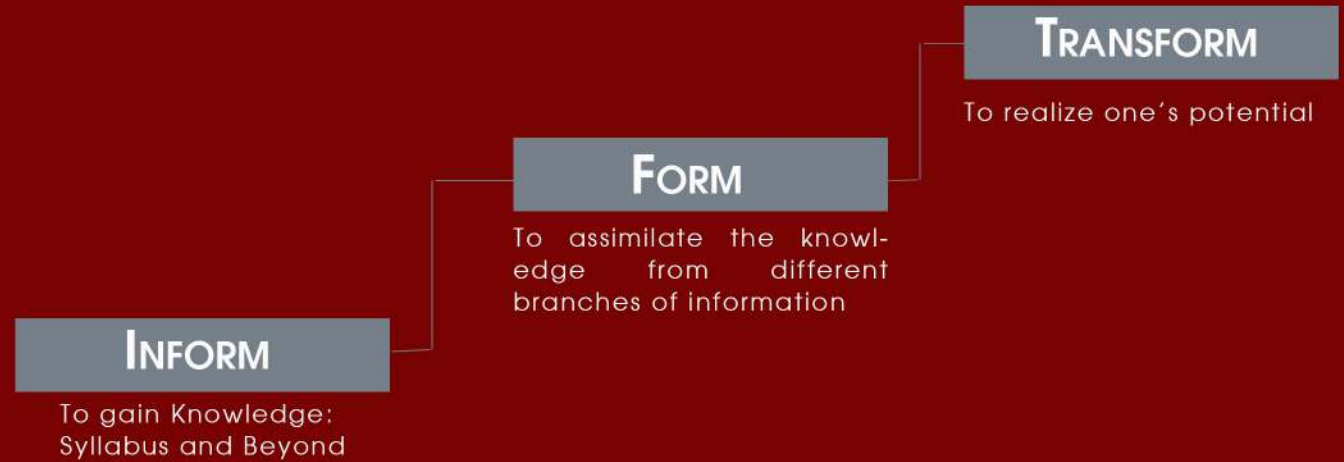 TRANSFORM
To realize one's potential
FORM
To assimilate the knowl-
edge from different
branches of information
INFORM
To gain Knowledge:
Syllabus and Beyond